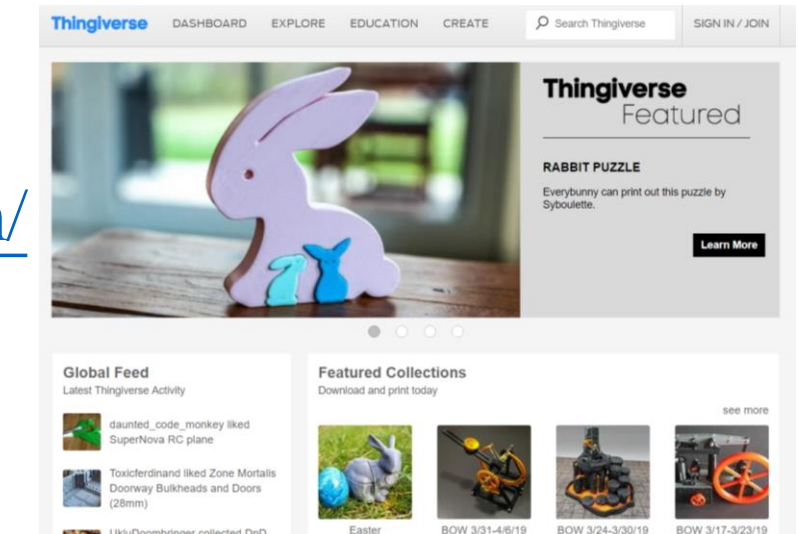 Thingiverse DASHBOARD EXPLORE EDUCATION CREATE Search Thingiverse SIGN IN / JOIN
Thingiverse
Featured
RABBIT PUZZLE
Everybunny can print out this puzzle by
Syboulette.
Learn More
/
Global Feed
Latest Thingiverse Activity
daunted_code_monkey liked
SuperNova RC plane
Toxicferdinand liked Zone Mortalis
Doorway Bulkheads and Doors
(28mm)
collected DnD
Featured Collections
Download and print today
see more
Easter
BOW 3/31-4/6/19
BOW 3/24-3/30/19
BOW 3/17-3/23/19